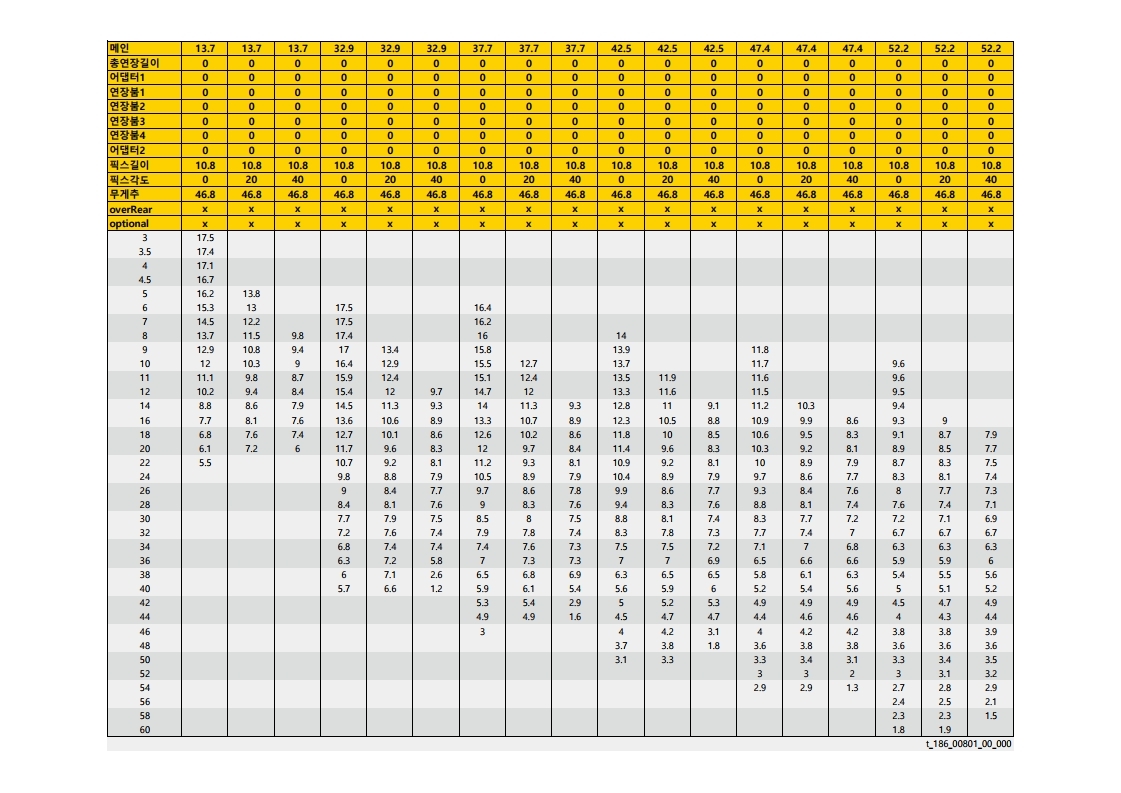 메인 13.7 13.7 13.7 32.9 32.9 32.9 37.7 37.7 37.7 42.5 42.5 42.5 47.4 47.4 47.4 52.2 52.2 52.2
총연장길이 0 0 0 0 0 0 0 0 0 0 0 0 0 0 0 0 0 0
어댑터1 0 0 0 0 0 0 0 0 0 0 0 0 0 0 0 0 0 0
연장붐1 0 0 0 0 0 0 0 0 0 0 0 0 0 0 0 0 0 0
연장붐2 0 0 0 0 0 0 0 0 0 0 0 0 0 0 0 0 0 0
연장붐3 0 0 0 0 0 0 0 0 0 0 0 0 0 0 0 0 0 0
연장붐4 0 0 0 0 0 0 0 0 0 0 0 0 0 0 0 0 0 0
어댑터2 0 0 0 0 0 0 0 0 0 0 0 0 0 0 0 0 0 0
픽스길이 10.8 10.8 10.8 10.8 10.8 10.8 10.8 10.8 10.8 10.8 10.8 10.8 10.8 10.8 10.8 10.8 10.8 10.8
픽스각도 0 20 40 0 20 40 0 20 40 0 20 40 0 20 40 0 20 40
무게추 46.8 46.8 46.8 46.8 46.8 46.8 46.8 46.8 46.8 46.8 46.8 46.8 46.8 46.8 46.8 46.8 46.8 46.8
overRear x x x x x x x x x x x x x x x x x x
optional x x x x x x x x x x x x x x x x x x
3 17.5
3.5 17.4
4 17.1
4.5 16.7
5 16.2 13.8
6 15.3 13 17.5 16.4
7 14.5 12.2 17.5 16.2
8 13.7 11.5 9.8 17.4 16 14
9 12.9 10.8 9.4 17 13.4 15.8 13.9 11.8
10 12 10.3 9 16.4 12.9 15.5 12.7 13.7 11.7 9.6
11 11.1 9.8 8.7 15.9 12.4 15.1 12.4 13.5 11.9 11.6 9.6
12 10.2 9.4 8.4 15.4 12 9.7 14.7 12 13.3 11.6 11.5 9.5
14 8.8 8.6 7.9 14.5 11.3 9.3 14 11.3 9.3 12.8 11 9.1 11.2 10.3 9.4
16 7.7 8.1 7.6 13.6 10.6 8.9 13.3 10.7 8.9 12.3 10.5 8.8 10.9 9.9 8.6 9.3 9
18 6.8 7.6 7.4 12.7 10.1 8.6 12.6 10.2 8.6 11.8 10 8.5 10.6 9.5 8.3 9.1 8.7 7.9
20 6.1 7.2 6 11.7 9.6 8.3 12 9.7 8.4 11.4 9.6 8.3 10.3 9.2 8.1 8.9 8.5 7.7
22 5.5 10.7 9.2 8.1 11.2 9.3 8.1 10.9 9.2 8.1 10 8.9 7.9 8.7 8.3 7.5
24 9.8 8.8 7.9 10.5 8.9 7.9 10.4 8.9 7.9 9.7 8.6 7.7 8.3 8.1 7.4
26 9 8.4 7.7 9.7 8.6 7.8 9.9 8.6 7.7 9.3 8.4 7.6 8 7.7 7.3
28 8.4 8.1 7.6 9 8.3 7.6 9.4 8.3 7.6 8.8 8.1 7.4 7.6 7.4 7.1
30 7.7 7.9 7.5 8.5 8 7.5 8.8 8.1 7.4 8.3 7.7 7.2 7.2 7.1 6.9
32 7.2 7.6 7.4 7.9 7.8 7.4 8.3 7.8 7.3 7.7 7.4 7 6.7 6.7 6.7
34 6.8 7.4 7.4 7.4 7.6 7.3 7.5 7.5 7.2 7.1 7 6.8 6.3 6.3 6.3
36 6.3 7.2 5.8 7 7.3 7.3 7 7 6.9 6.5 6.6 6.6 5.9 5.9 6
38 6 7.1 2.6 6.5 6.8 6.9 6.3 6.5 6.5 5.8 6.1 6.3 5.4 5.5 5.6
40 5.7 6.6 1.2 5.9 6.1 5.4 5.6 5.9 6 5.2 5.4 5.6 5 5.1 5.2
42 5.3 5.4 2.9 5 5.2 5.3 4.9 4.9 4.9 4.5 4.7 4.9
44 4.9 4.9 1.6 4.5 4.7 4.7 4.4 4.6 4.6 4 4.3 4.4
46 3 4 4.2 3.1 4 4.2 4.2 3.8 3.8 3.9
48 3.7 3.8 1.8 3.6 3.8 3.8 3.6 3.6 3.6
50 3.1 3.3 3.3 3.4 3.1 3.3 3.4 3.5
52 3 3 2 3 3.1 3.2
54 2.9 2.9 1.3 2.7 2.8 2.9
56 2.4 2.5 2.1
58 2.3 2.3 1.5
60 1.8 1.9
t_186_00801_00_000